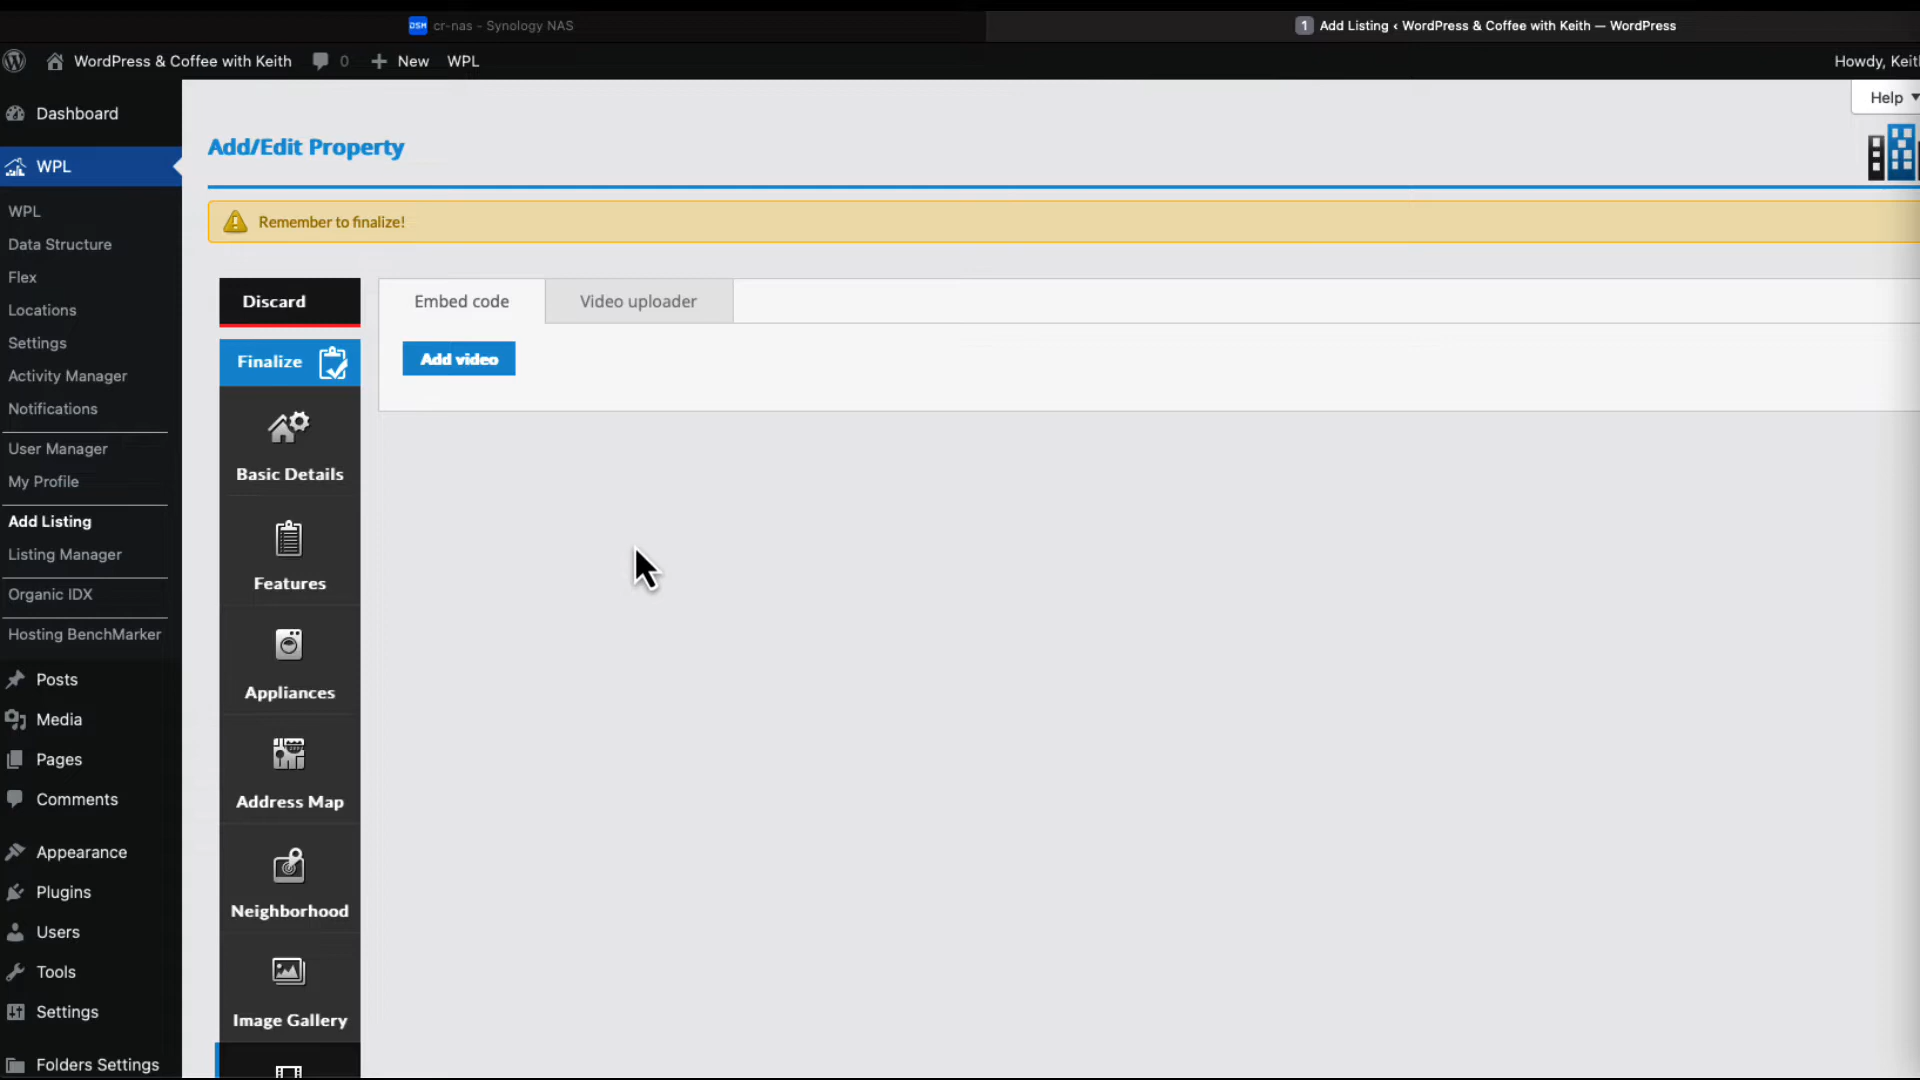 DSM cr-nas - Synology NAS
1 Add Listing ‹ WordPress & Coffee with Keith — WordPress
WordPress & Coffee with Keith 0 New WPL
Howdy, Keith
Dashboard
Help
WPL
Add/Edit Property
WPL
Data Structure
Flex
Locations
Settings
Activity Manager
Notifications
User Manager
My Profile
Add Listing
Listing Manager
Organic IDX
Hosting BenchMarker
Posts
Media
Pages
Comments
Appearance
Plugins
Users
Tools
Settings
Folders Settings
Remember to finalize!
Discard
Finalize
Basic Details
Features
Appliances
Address Map
Neighborhood
Image Gallery
Embed code
Video uploader
Add video